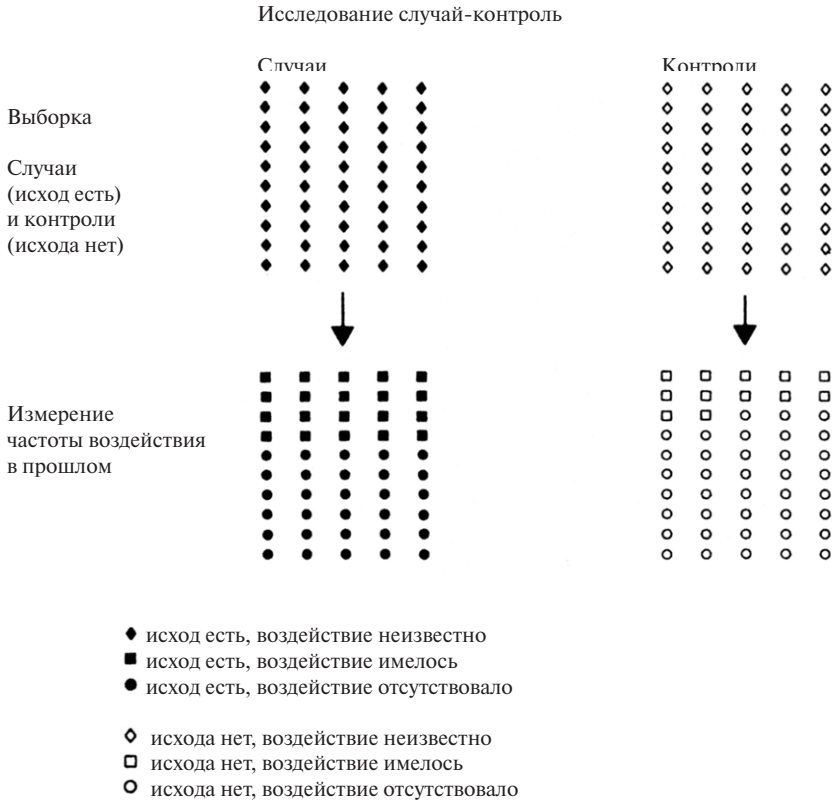 Исследование случай-контроль
Случаи
Контроли
Выборка
Случаи
(исход есть)
и контроли
(исхода нет)
Измерение
частоты воздействия
в прошлом
исход есть, воздействие неизвестно
исход есть, воздействие имелось
исход есть, воздействие отсутствовало
исхода нет, воздействие неизвестно
исхода нет, воздействие имелось
исхода нет, воздействие отсутствовало